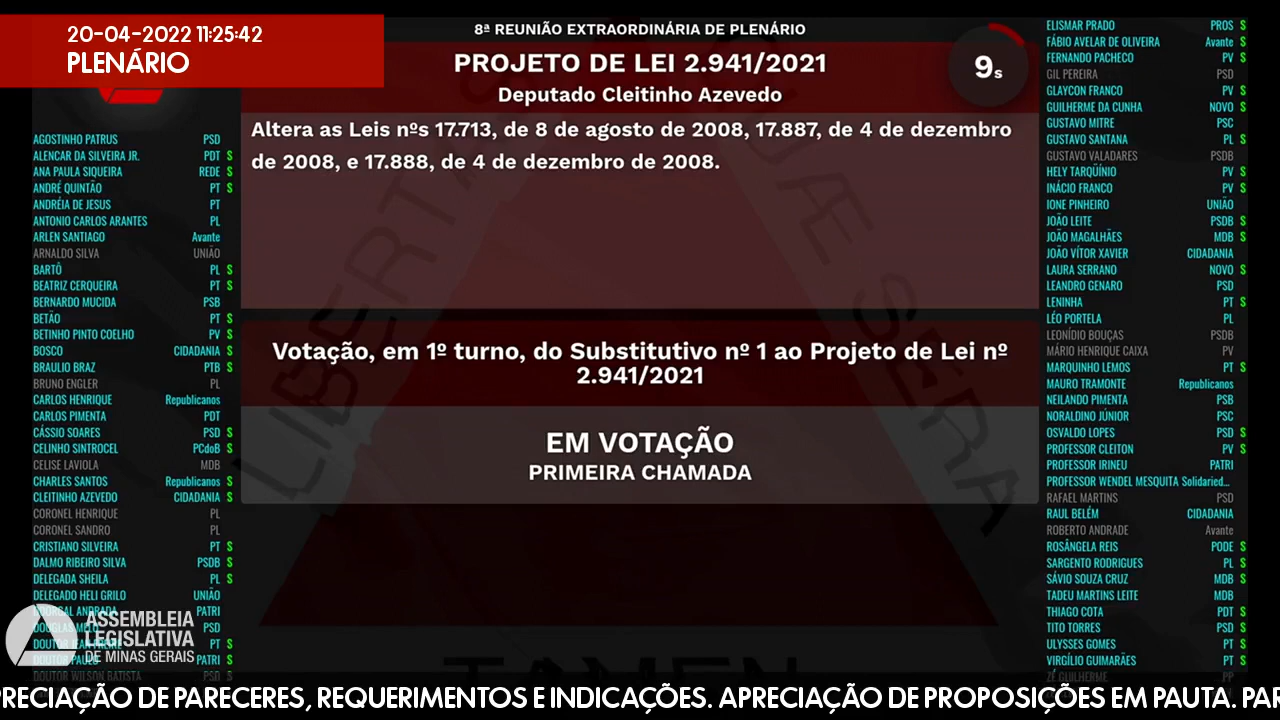 20-04-2022 11:25:42
PLENÁRIO
8ª REUNIÃO EXTRAORDINÁRIA DE PLENÁRIO
PROJETO DE LEI 2.941/2021
Deputado Cleitinho Azevedo
9s
Altera as Leis nºs 17.713, de 8 de agosto de 2008, 17.887, de 4 de dezembro
de 2008, e 17.888, de 4 de dezembro de 2008.
Votação, em 1º turno, do Substitutivo nº 1 ao Projeto de Lei nº
2.941/2021
EM VOTAÇÃO
PRIMEIRA CHAMADA
AGOSTINHO PATRUS PSD
ALENCAR DA SILVEIRA JR. PDT S
ANA PAULA SIQUEIRA REDE S
ANDRÉ QUINTÃO PT S
ANDRÉIA DE JESUS PT
ANTONIO CARLOS ARANTES PL
ARLEN SANTIAGO Avante
ARNALDO SILVA UNIÃO
BARTÔ PL S
BEATRIZ CERQUEIRA PT S
BERNARDO MUCIDA PSB
BETÃO PT S
BETINHO PINTO COELHO PV S
BOSCO CIDADANIA S
BRAULIO BRAZ PTB S
BRUNO ENGLER PL
CARLOS HENRIQUE Republicanos
CARLOS PIMENTA PDT
CÁSSIO SOARES PSD S
CELINHO SINTROCEL PCdoB S
CELISE LAVIOLA MDB
CHARLES SANTOS Republicanos S
CLEITINHO AZEVEDO CIDADANIA S
CORONEL HENRIQUE PL
CORONEL SANDRO PL
CRISTIANO SILVEIRA PT S
DALMO RIBEIRO SILVA PSDB S
DELEGADA SHEILA PL S
DELEGADO HELI GRILO UNIÃO
DOORGAL ANDRADA PATRI
DOUGLAS MELO PSD
DOUTOR JEAN FREIRE PT S
DOUTOR PAULO PATRI S
DOUTOR WILSON BATISTA PSD
ELISMAR PRADO PROS S
FÁBIO AVELAR DE OLIVEIRA Avante S
FERNANDO PACHECO PV S
GIL PEREIRA PSD
GLAYCON FRANCO PV S
GUILHERME DA CUNHA NOVO S
GUSTAVO MITRE PSC
GUSTAVO SANTANA PL S
GUSTAVO VALADARES PSDB
HELY TARQÜÍNIO PV S
INÁCIO FRANCO PV S
IONE PINHEIRO UNIÃO
JOÃO LEITE PSDB S
JOÃO MAGALHÃES MDB S
JOÃO VÍTOR XAVIER CIDADANIA
LAURA SERRANO NOVO S
LEANDRO GENARO PSD
LENINHA PT S
LÉO PORTELA PL
LEONÍDIO BOUÇAS PSDB
MÁRIO HENRIQUE CAIXA PV
MARQUINHO LEMOS PT S
MAURO TRAMONTE Republicanos
NEILANDO PIMENTA PSB
NORALDINO JÚNIOR PSC
OSVALDO LOPES PSD S
PROFESSOR CLEITON PV S
PROFESSOR IRINEU PATRI
PROFESSOR WENDEL MESQUITA Solidaried...
RAFAEL MARTINS PSD
RAUL BELÉM CIDADANIA
ROBERTO ANDRADE Avante
ROSÂNGELA REIS PODE S
SARGENTO RODRIGUES PL S
SÁVIO SOUZA CRUZ MDB S
TADEU MARTINS LEITE MDB
THIAGO COTA PDT S
TITO TORRES PSD S
ULYSSES GOMES PT S
VIRGÍLIO GUIMARÃES PT S
ZÉ GUILHERME PP
ASSEMBLEIA
LEGISLATIVA
DE MINAS GERAIS
PRECIAÇÃO DE PARECERES, REQUERIMENTOS E INDICAÇÕES. APRECIAÇÃO DE PROPOSIÇÕES EM PAUTA. PAR